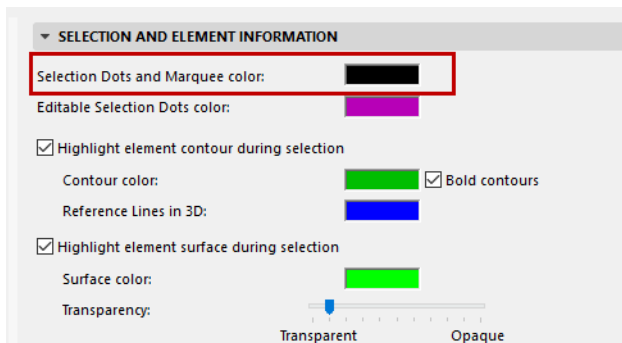 SELECTION AND ELEMENT INFORMATION
Selection Dots and Marquee color:
Editable Selection Dots color:
Highlight element contour during selection
Contour color: Bold contours
Reference Lines in 3D:
Highlight element surface during selection
Surface color:
Transparency:
Transparent Opaque